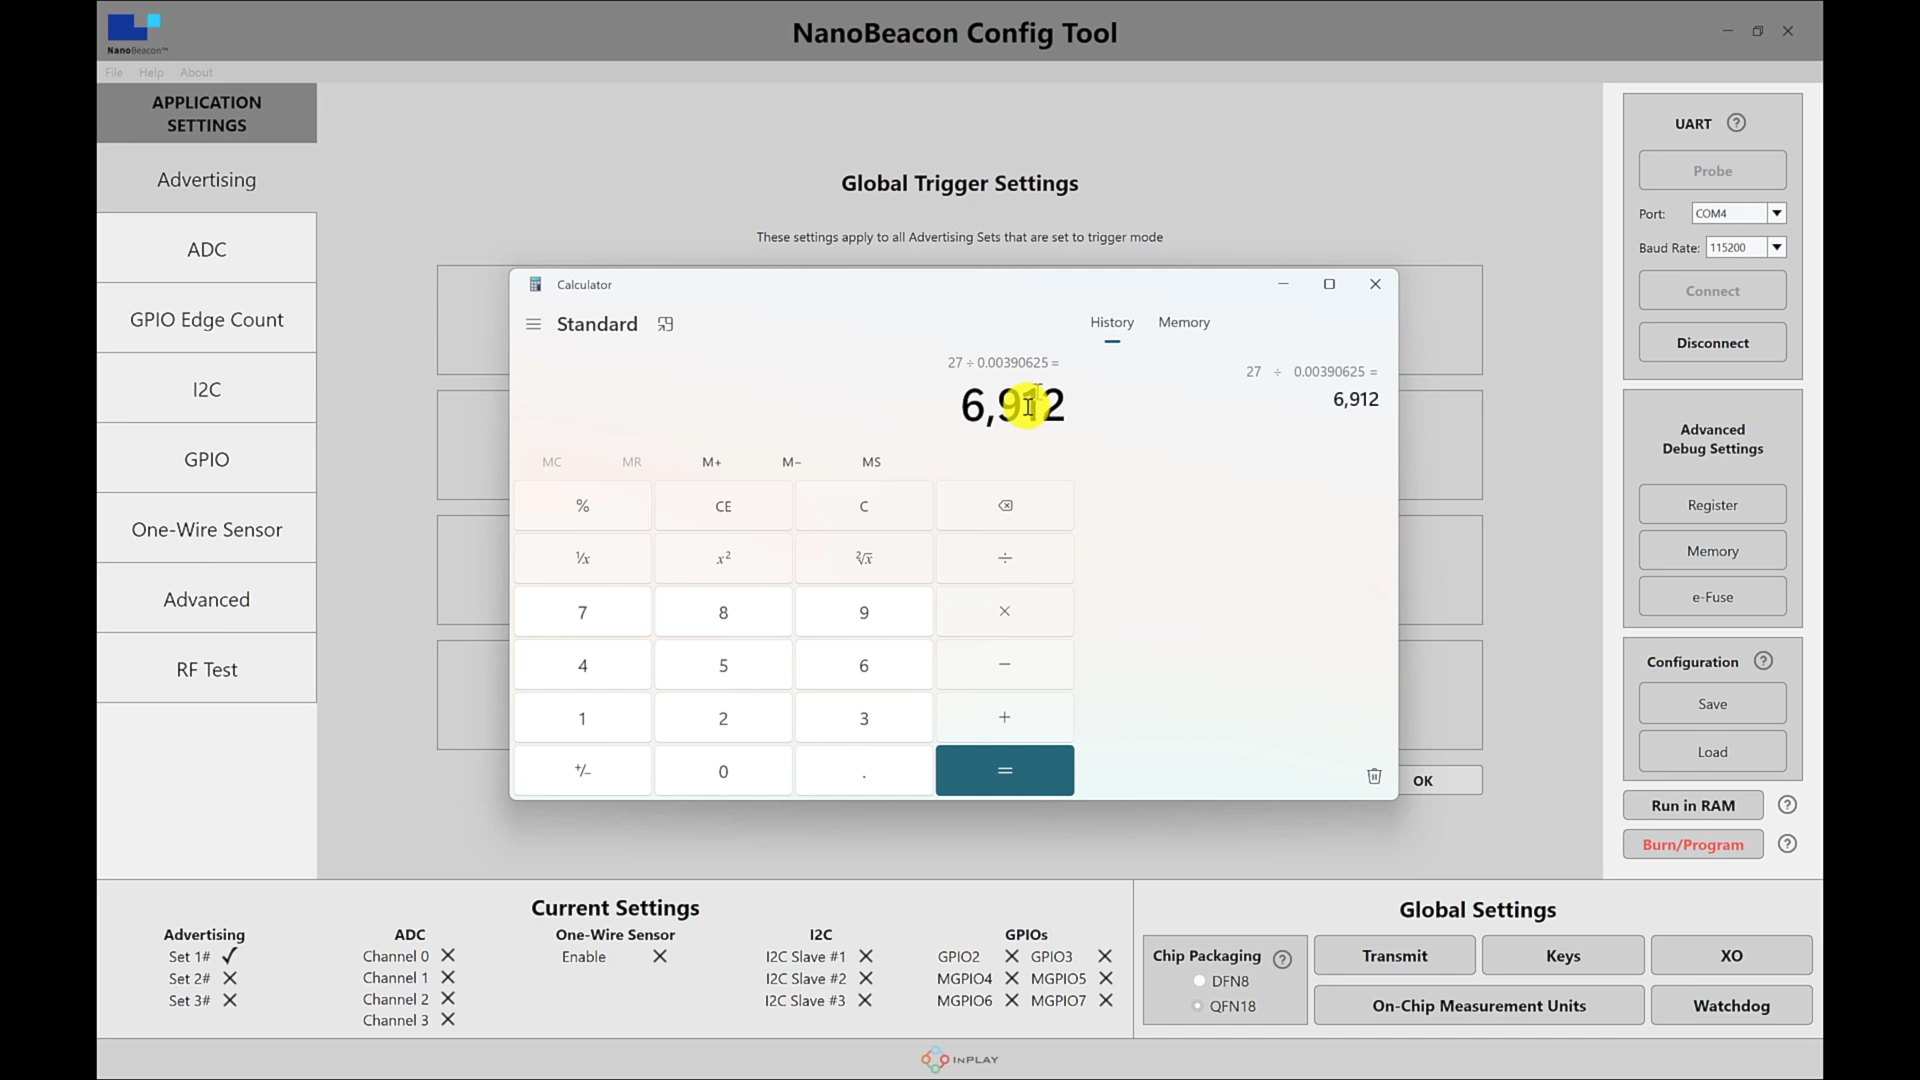 NanoBeacon Config Tool
NanoBeacon™
File Help About
APPLICATION
SETTINGS
Advertising
ADC
GPIO Edge Count
I2C
GPIO
One-Wire Sensor
Advanced
RF Test
Global Trigger Settings
These settings apply to all Advertising Sets that are set to trigger mode
Calculator
Standard
History Memory
27 ÷ 0.00390625 =
6,912
27 ÷ 0.00390625 =
6,912
MC MR M+ M− MS
% CE C
¹⁄x x² ²√x ÷
7 8 9 ×
4 5 6 −
1 2 3 +
+/− 0 . =
OK
UART ?
Probe
Port: COM4
Baud Rate: 115200
Connect
Disconnect
Advanced
Debug Settings
Register
Memory
e-Fuse
Configuration ?
Save
Load
Run in RAM ?
Burn/Program ?
Current Settings
Advertising
Set 1#
Set 2#
Set 3#
ADC
Channel 0
Channel 1
Channel 2
Channel 3
One-Wire Sensor
Enable
I2C
I2C Slave #1
I2C Slave #2
I2C Slave #3
GPIOs
GPIO2 GPIO3
MGPIO4 MGPIO5
MGPIO6 MGPIO7
Global Settings
Chip Packaging ?
DFN8
QFN18
Transmit Keys XO
On-Chip Measurement Units Watchdog
INPLAY